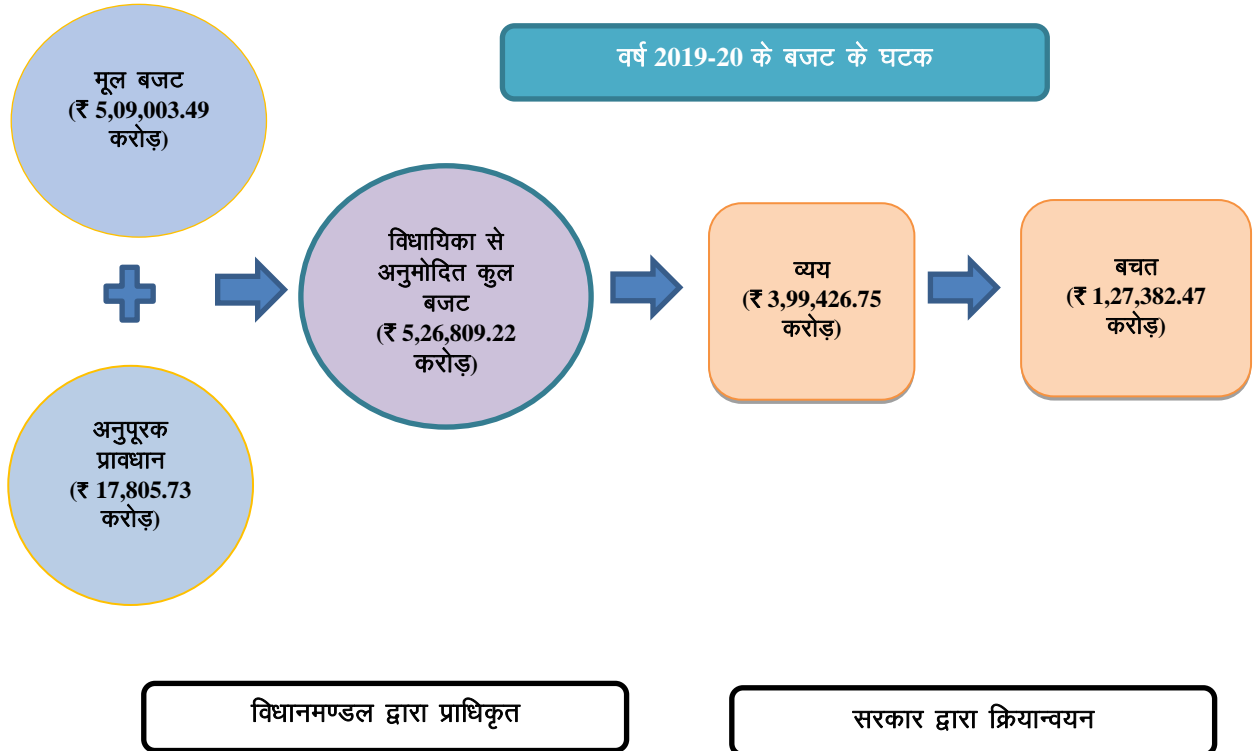 वर्ष 2019-20 के बजट के घटक
मूल बजट
(₹ 5,09,003.49
करोड़)
अनुपूरक
प्रावधान
(₹ 17,805.73
करोड़)
विधायिका से
अनुमोदित कुल
बजट
(₹ 5,26,809.22
करोड़)
व्यय
(₹ 3,99,426.75
करोड़)
बचत
(₹ 1,27,382.47
करोड़)
विधानमण्डल द्वारा प्राधिकृत
सरकार द्वारा क्रियान्वयन